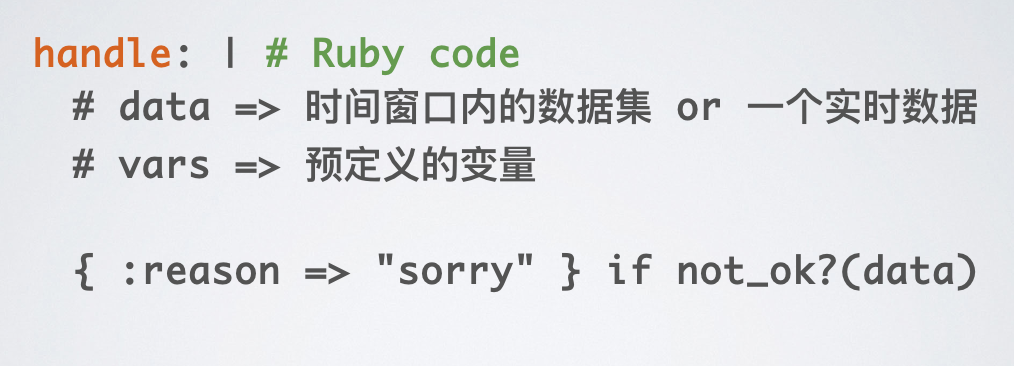 handle: | # Ruby code
# data => 时间窗口内的数据集 or 一个实时数据
# vars => 预定义的变量
{ :reason => "sorry" } if not_ok?(data)